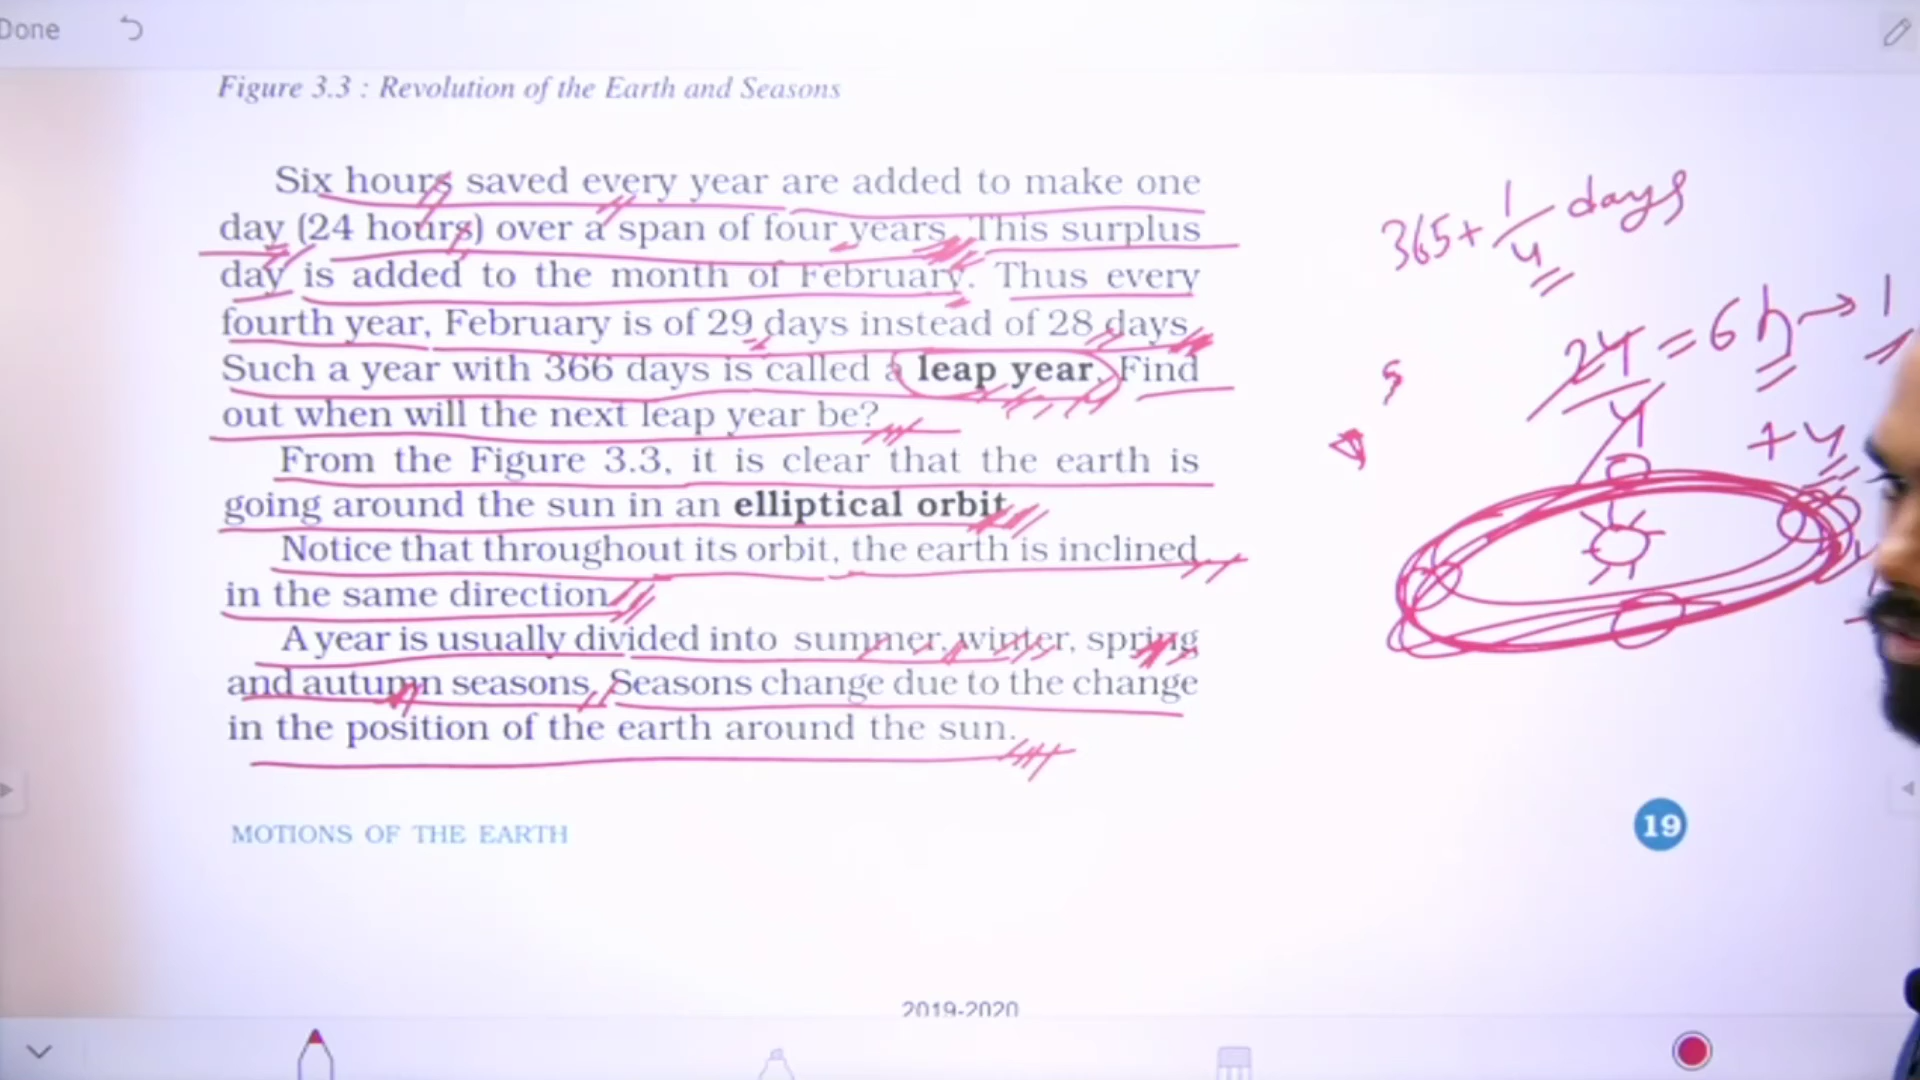 Done
Figure 3.3 : Revolution of the Earth and Seasons
Six hours saved every year are added to make one
day (24 hours) over a span of four years. This surplus
day is added to the month of February. Thus every
fourth year, February is of 29 days instead of 28 days.
Such a year with 366 days is called a leap year. Find
out when will the next leap year be?
From the Figure 3.3, it is clear that the earth is
going around the sun in an elliptical orbit.
Notice that throughout its orbit, the earth is inclined
in the same direction.
A year is usually divided into summer, winter, spring
and autumn seasons. Seasons change due to the change
in the position of the earth around the sun.
365+ 1/4 days
24/4 = 6 h → 1
+4
MOTIONS OF THE EARTH
19
2019-2020